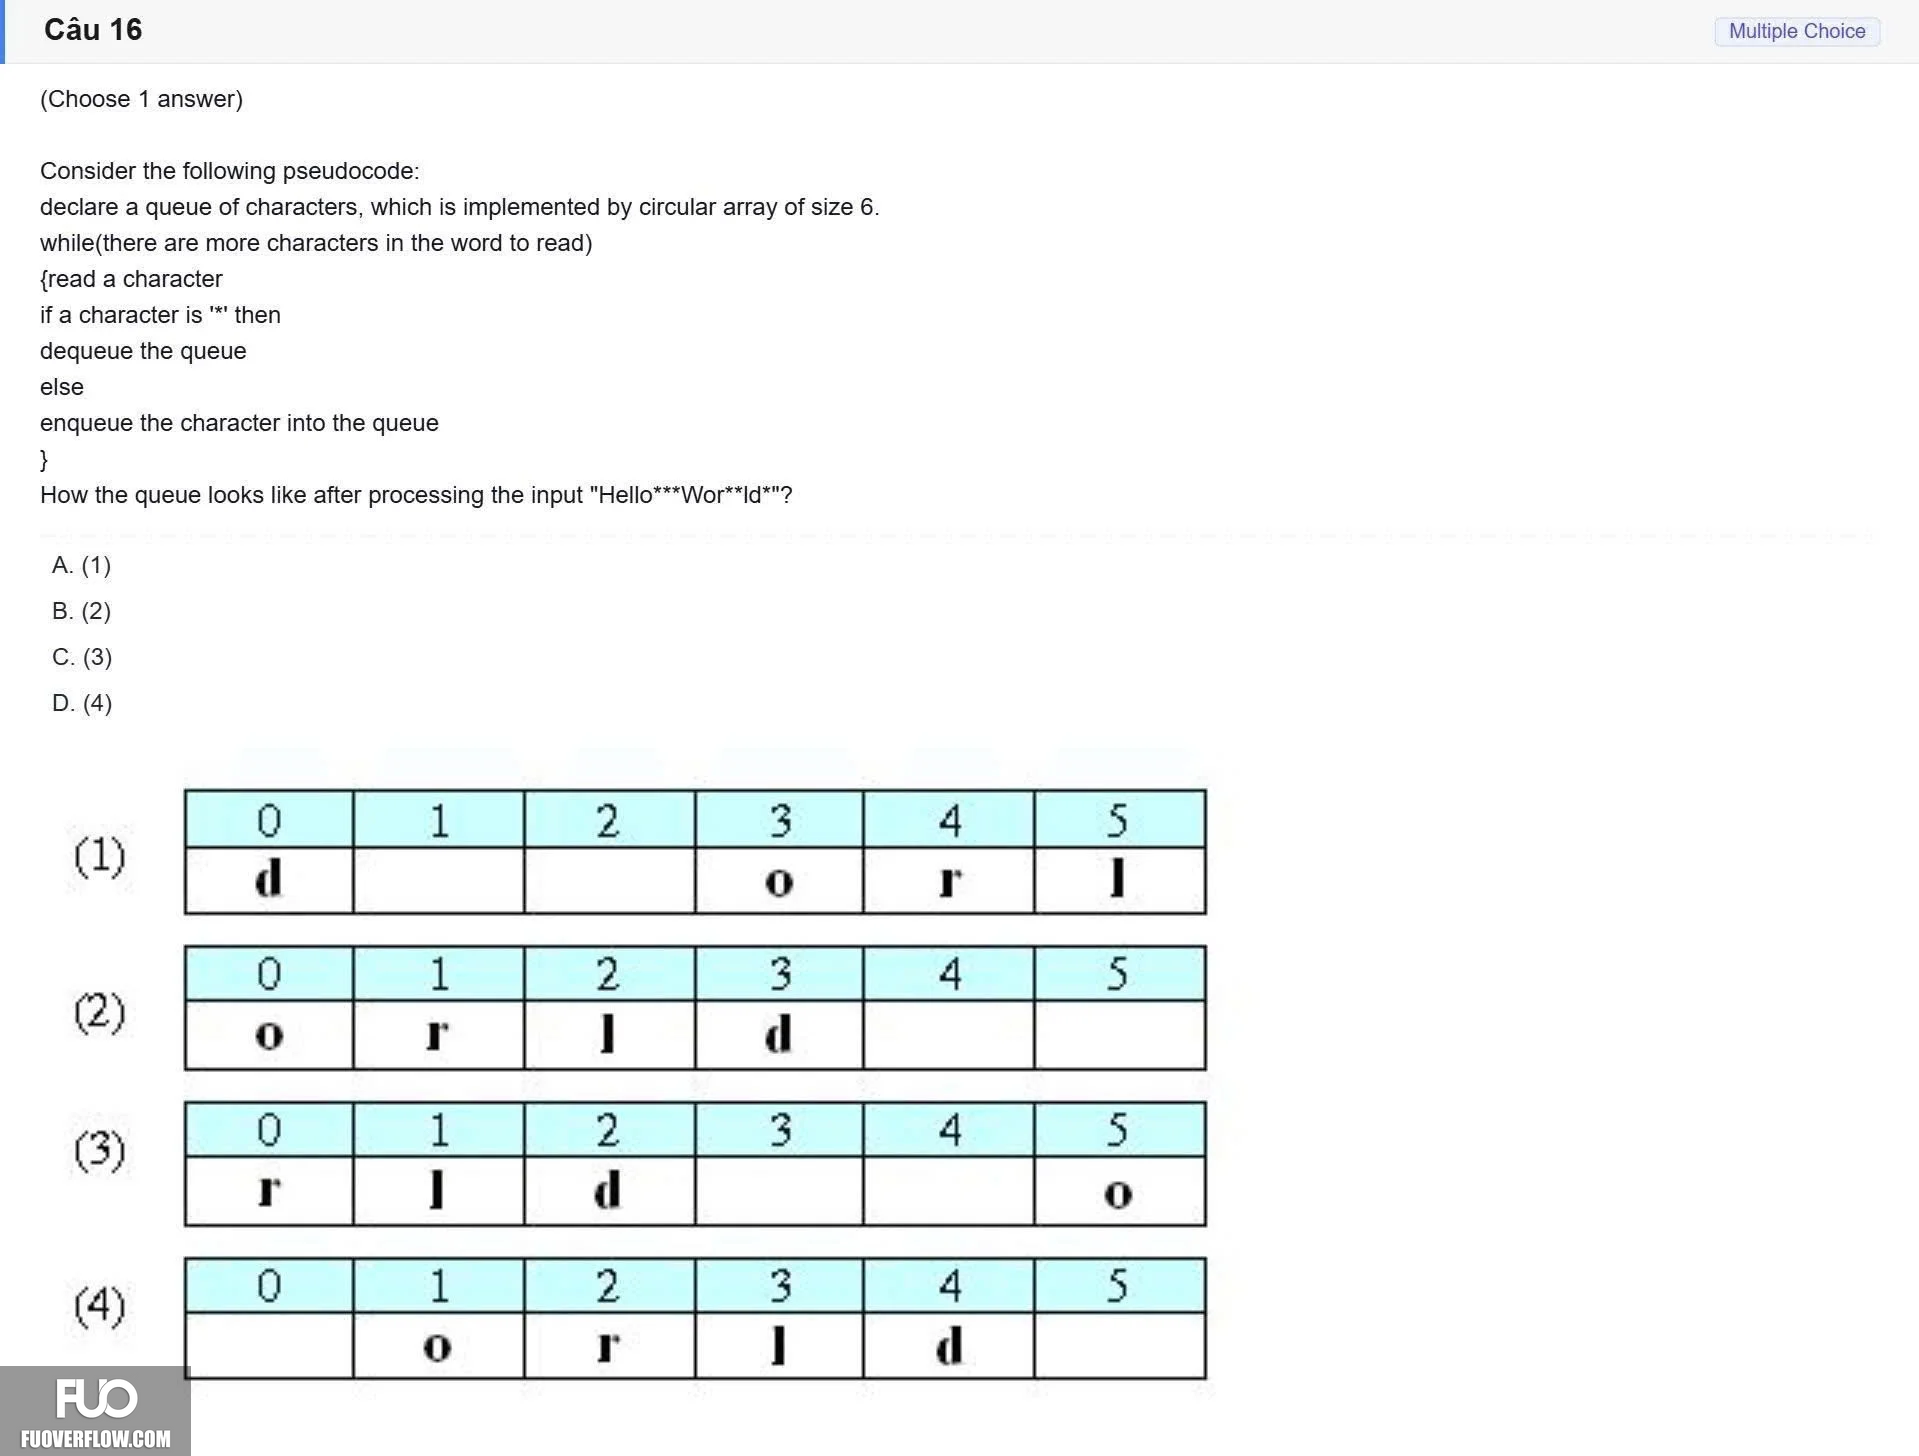 Câu 16
Multiple Choice
(Choose 1 answer)
Consider the following pseudocode:
declare a queue of characters, which is implemented by circular array of size 6.
while(there are more characters in the word to read)
{read a character
if a character is '*' then
dequeue the queue
else
enqueue the character into the queue
}
How the queue looks like after processing the input "Hello***Wor**ld*"?
A. (1)
B. (2)
C. (3)
D. (4)
(1)
0 1 2 3 4 5
d o r l
(2)
0 1 2 3 4 5
o r l d
(3)
0 1 2 3 4 5
r l d o
(4)
0 1 2 3 4 5
o r l d
FUO
FUOVERFLOW.COM